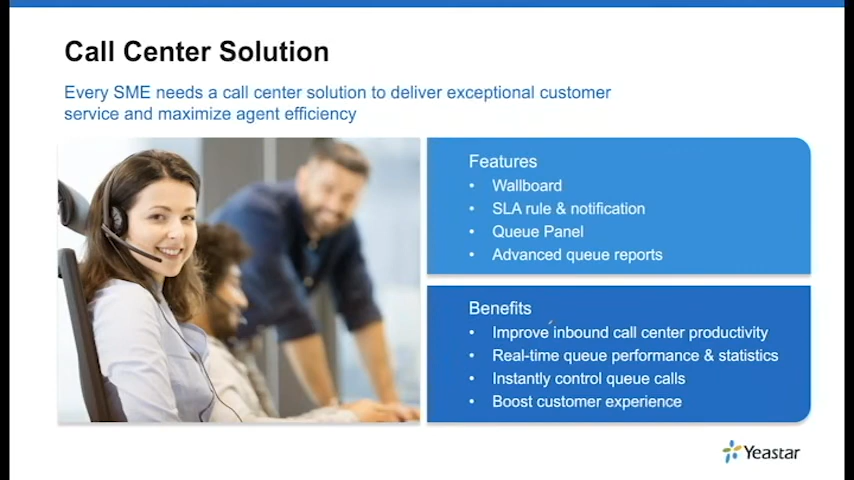 Call Center Solution
Every SME needs a call center solution to deliver exceptional customer
service and maximize agent efficiency
Features
• Wallboard
• SLA rule & notification
• Queue Panel
• Advanced queue reports
Benefits
• Improve inbound call center productivity
• Real-time queue performance & statistics
• Instantly control queue calls
• Boost customer experience
Yeastar